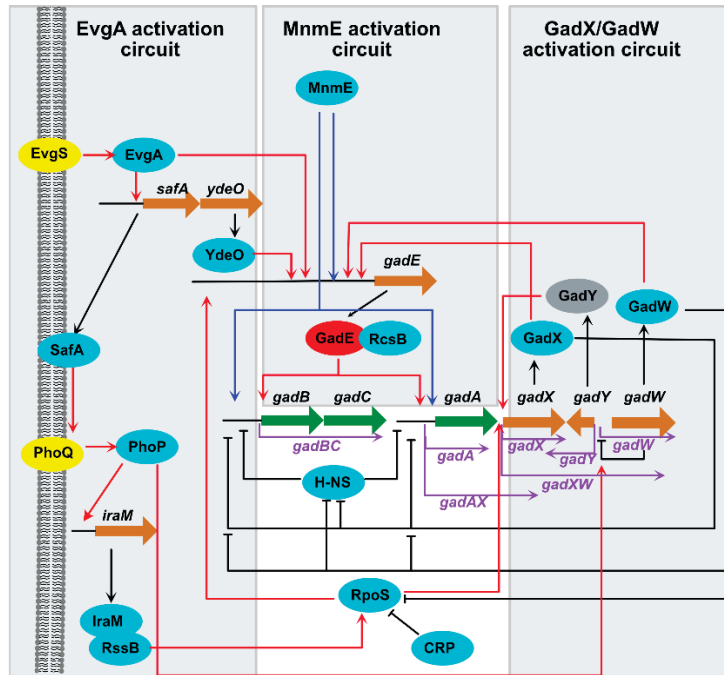 EvgA activation circuit
MnmE activation circuit
GadX/GadW activation circuit
MnmE
EvgS
EvgA
safA
ydeO
YdeO
gadE
GadY
GadW
GadE
RcsB
GadX
SafA
gadB
gadC
gadA
gadX
gadY
gadW
gadBC
gadA
gadX
gadY
gadW
gadXW
gadAX
PhoQ
PhoP
H-NS
iraM
IraM
RssB
RpoS
CRP